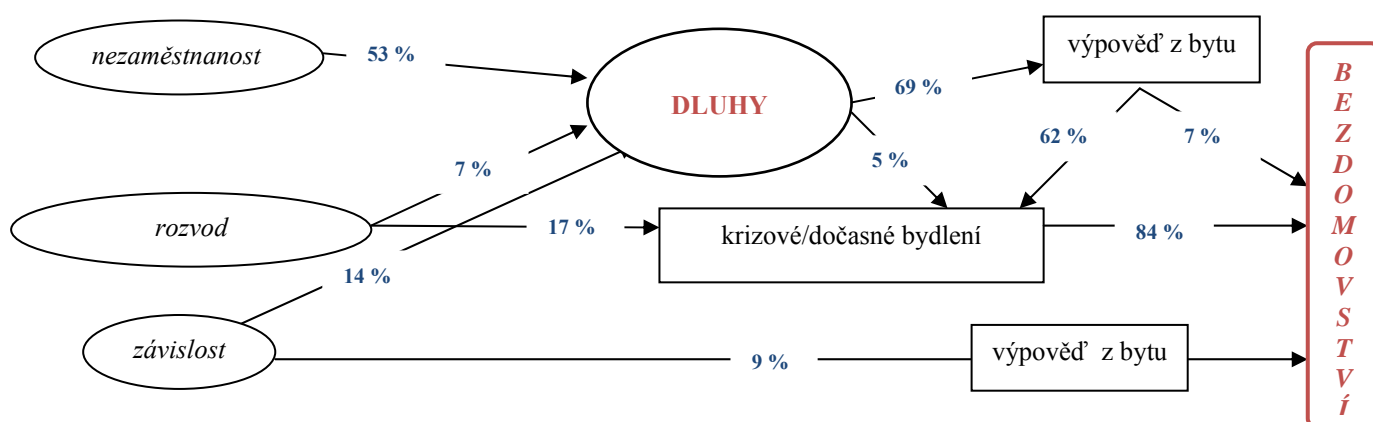 nezaměstnanost
53 %
DLUHY
69 %
výpověď z bytu
62 %
7 %
5 %
7 %
rozvod
17 %
krizové/dočasné bydlení
84 %
14 %
závislost
9 %
výpověď z bytu
B
E
Z
D
O
M
O
V
S
T
V
Í